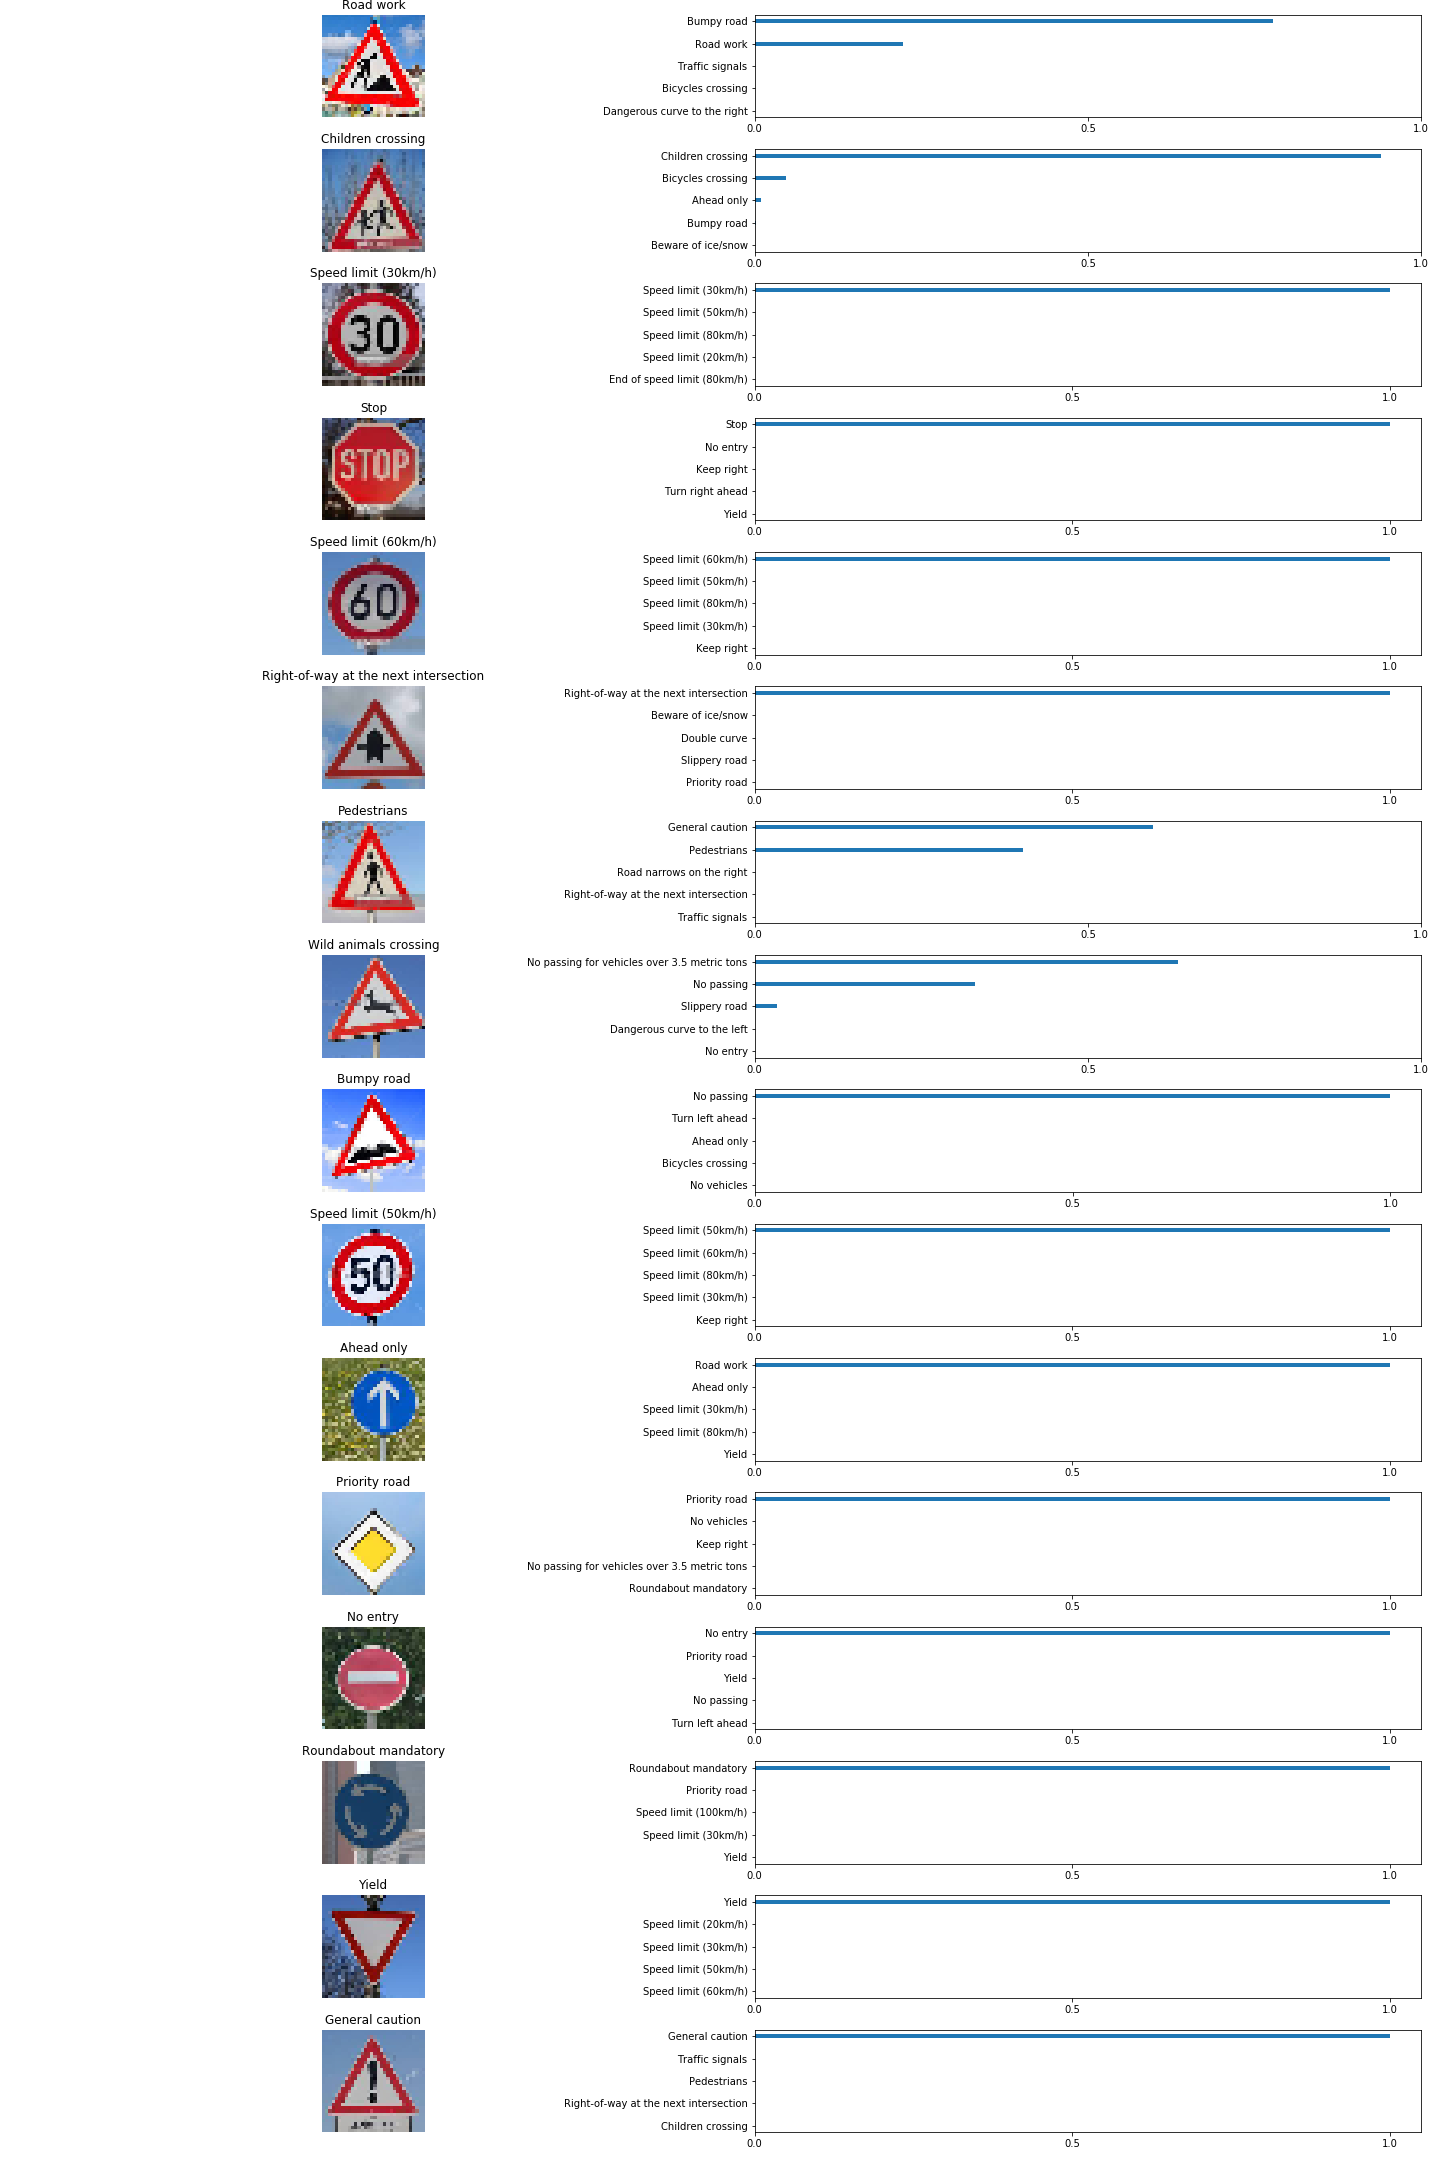 Road work
Bumpy road
Road work
Traffic signals
Bicycles crossing
Dangerous curve to the right
0.0 0.5 1.0
Children crossing
Children crossing
Bicycles crossing
Ahead only
Bumpy road
Beware of ice/snow
0.0 0.5 1.0
Speed limit (30km/h)
30
Speed limit (30km/h)
Speed limit (50km/h)
Speed limit (80km/h)
Speed limit (20km/h)
End of speed limit (80km/h)
0.0 0.5 1.0
Stop
STOP
Stop
No entry
Keep right
Turn right ahead
Yield
0.0 0.5 1.0
Speed limit (60km/h)
60
Speed limit (60km/h)
Speed limit (50km/h)
Speed limit (80km/h)
Speed limit (30km/h)
Keep right
0.0 0.5 1.0
Right-of-way at the next intersection
Right-of-way at the next intersection
Beware of ice/snow
Double curve
Slippery road
Priority road
0.0 0.5 1.0
Pedestrians
General caution
Pedestrians
Road narrows on the right
Right-of-way at the next intersection
Traffic signals
0.0 0.5 1.0
Wild animals crossing
No passing for vehicles over 3.5 metric tons
No passing
Slippery road
Dangerous curve to the left
No entry
0.0 0.5 1.0
Bumpy road
No passing
Turn left ahead
Ahead only
Bicycles crossing
No vehicles
0.0 0.5 1.0
Speed limit (50km/h)
50
Speed limit (50km/h)
Speed limit (60km/h)
Speed limit (80km/h)
Speed limit (30km/h)
Keep right
0.0 0.5 1.0
Ahead only
Road work
Ahead only
Speed limit (30km/h)
Speed limit (80km/h)
Yield
0.0 0.5 1.0
Priority road
Priority road
No vehicles
Keep right
No passing for vehicles over 3.5 metric tons
Roundabout mandatory
0.0 0.5 1.0
No entry
No entry
Priority road
Yield
No passing
Turn left ahead
0.0 0.5 1.0
Roundabout mandatory
Roundabout mandatory
Priority road
Speed limit (100km/h)
Speed limit (30km/h)
Yield
0.0 0.5 1.0
Yield
Yield
Speed limit (20km/h)
Speed limit (30km/h)
Speed limit (50km/h)
Speed limit (60km/h)
0.0 0.5 1.0
General caution
!
General caution
Traffic signals
Pedestrians
Right-of-way at the next intersection
Children crossing
0.0 0.5 1.0